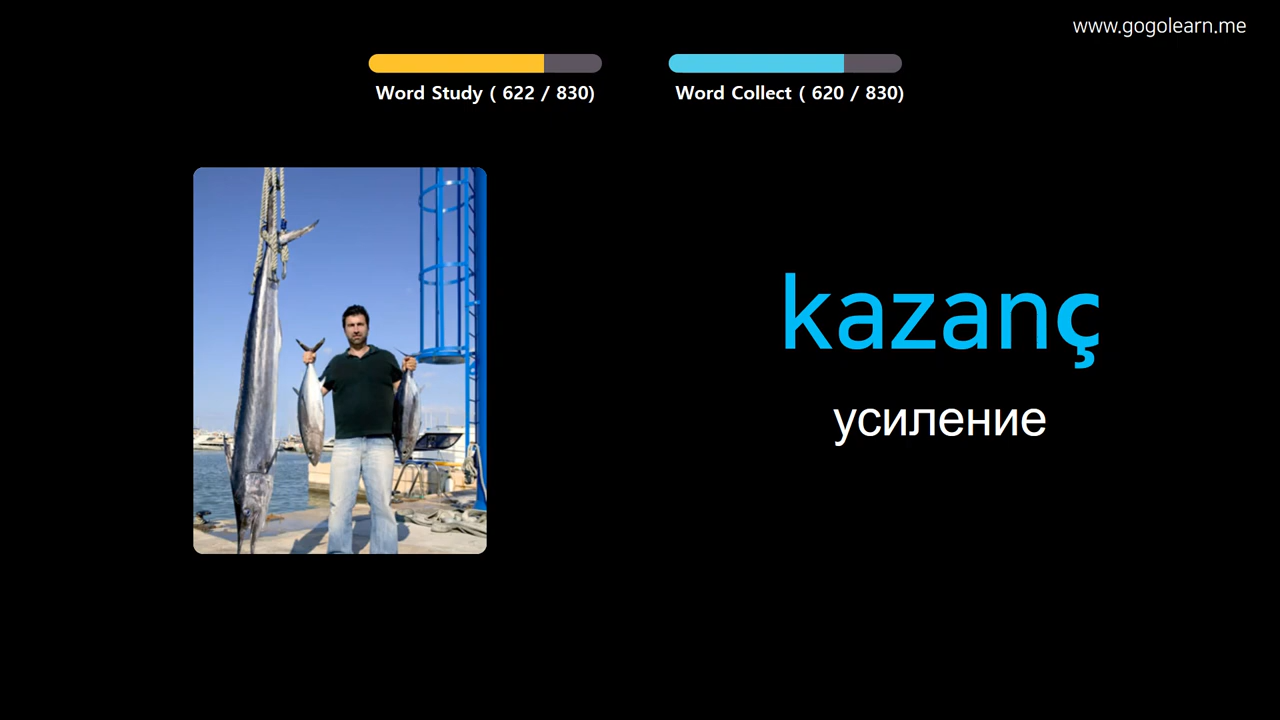 www.gogolearn.me
Word Study ( 622 / 830)
Word Collect ( 620 / 830)
kazanç
усиление